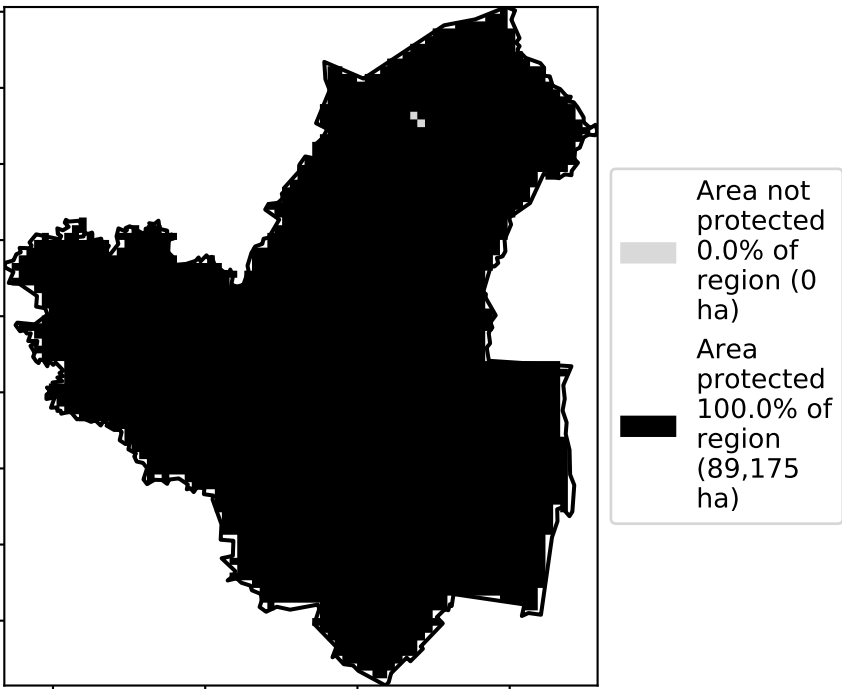 Area not
protected
0.0% of
region (0
ha)
Area
protected
100.0% of
region
(89,175
ha)